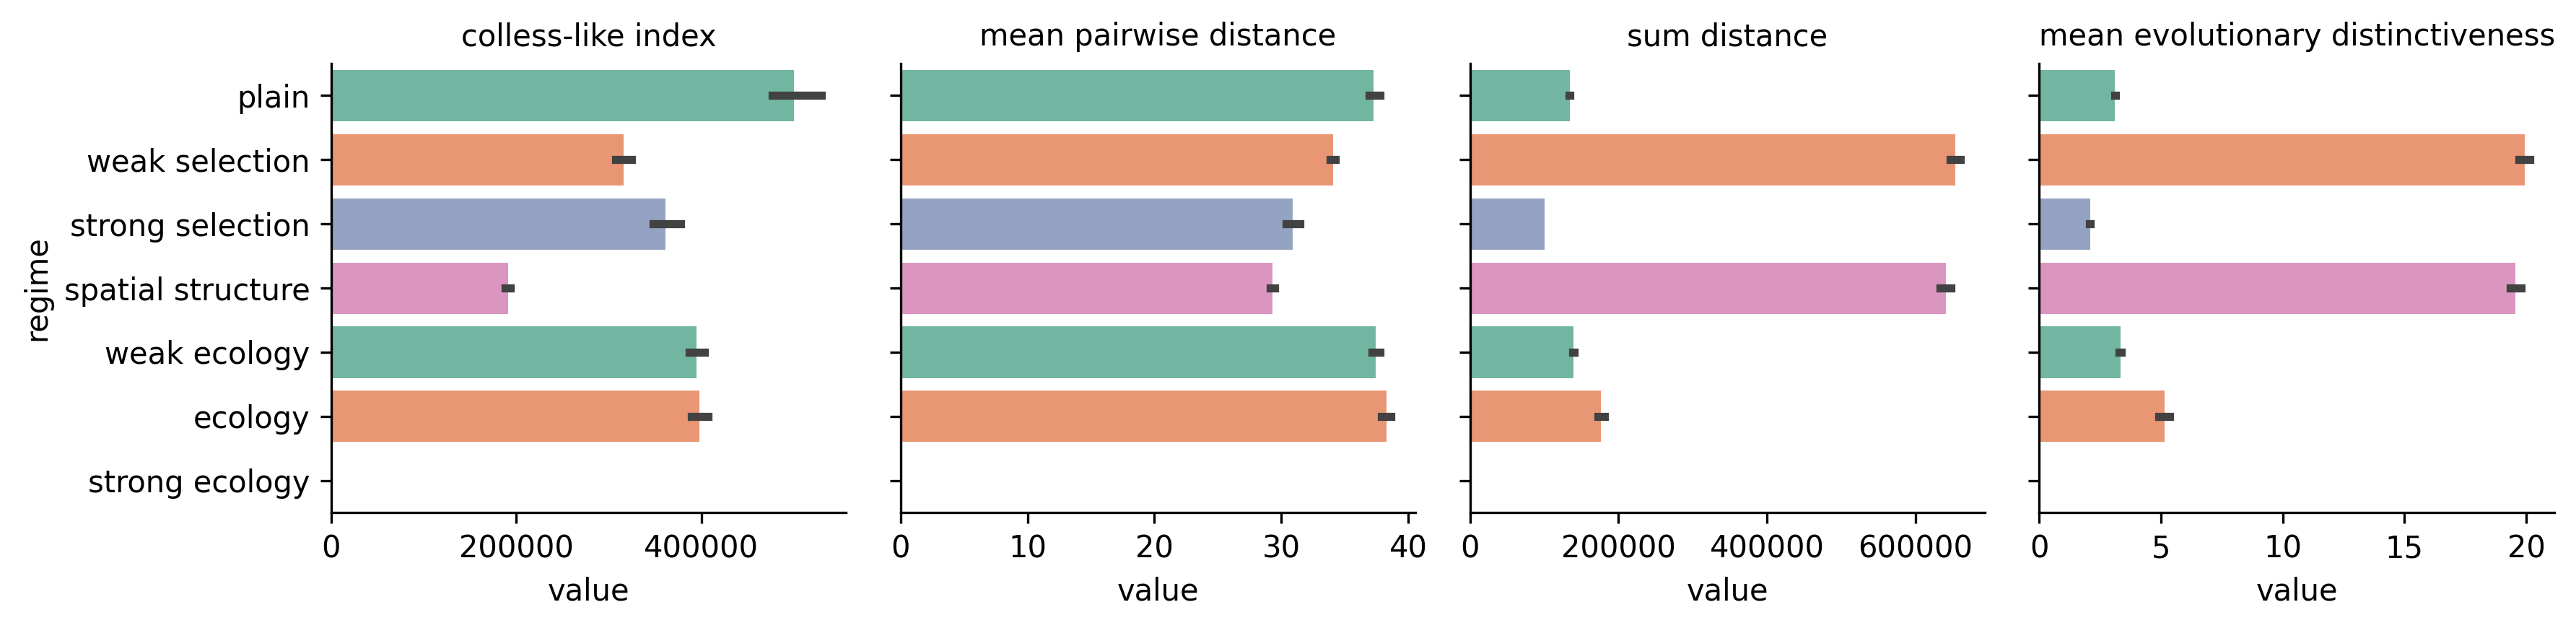 colless-like index
mean pairwise distance
sum distance
mean evolutionary distinctiveness
regime
plain
weak selection
strong selection
spatial structure
weak ecology
ecology
strong ecology
0 200000 400000
0 10 20 30 40
0 200000 400000 600000
0 5 10 15 20
value
value
value
value